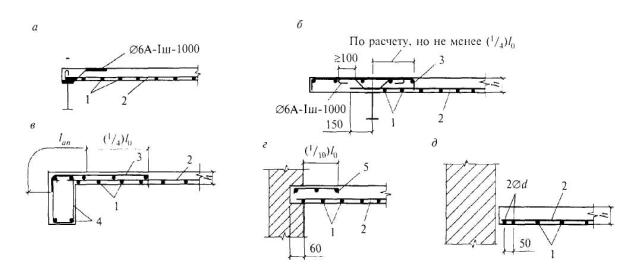 а
∅6А-Iш-1000
1
2
б
По расчету, но не менее (1/4)l₀
≥100
3
∅6А-Iш-1000
150
1
2
h
в
lan
(1/4)l₀
3
2
h
1
4
г
(1/10)l₀
5
1
2
60
д
2∅d
2
h
50
1